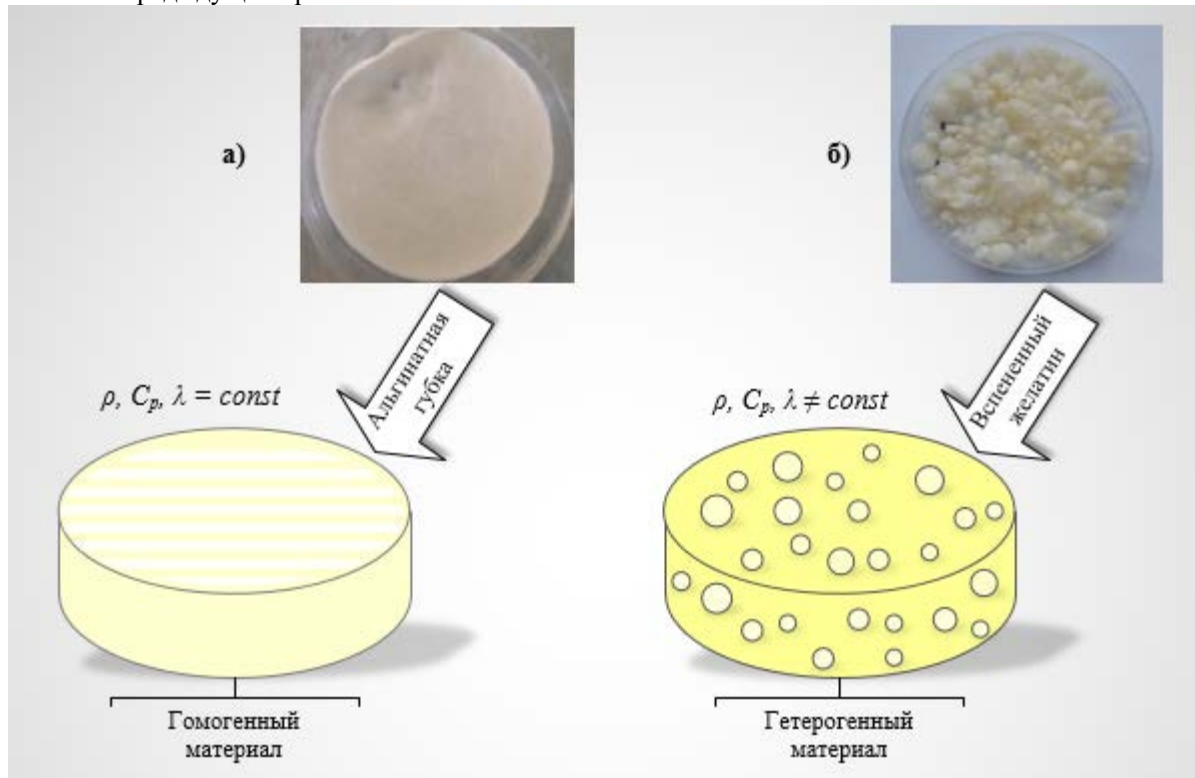 а)
б)
Альгинатная
губка
Вспененный
желатин
ρ, Cp, λ = const
ρ, Cp, λ ≠ const
Гомогенный
материал
Гетерогенный
материал